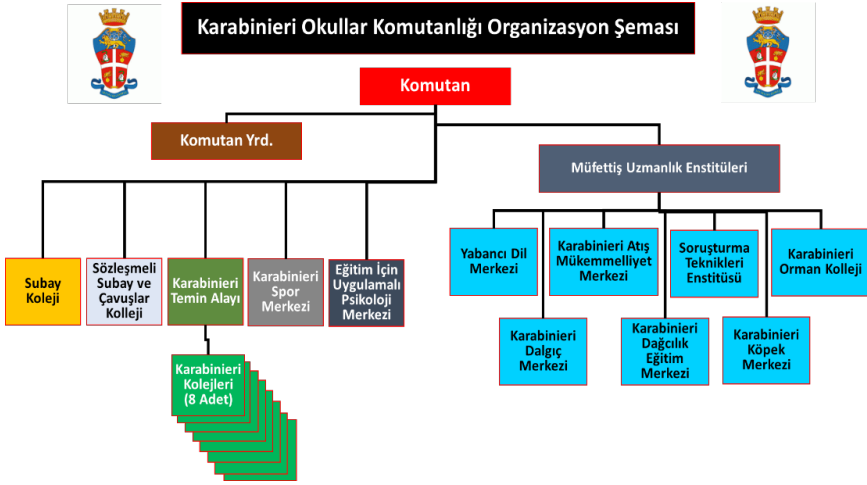 Karabinieri Okullar Komutanlığı Organizasyon Şeması
Komutan
Komutan Yrd.
Müfettiş Uzmanlık Enstitüleri
Subay
Koleji
Sözleşmeli
Subay ve
Çavuşlar
Kolleji
Karabinieri
Temin Alayı
Karabinieri
Spor
Merkezi
Eğitim İçin
Uygulamalı
Psikoloji
Merkezi
Yabancı Dil
Merkezi
Karabinieri Atış
Mükemmelliyet
Merkezi
Soruşturma
Teknikleri
Enstitüsü
Karabinieri
Orman Kolleji
Karabinieri
Dalgıç
Merkezi
Karabinieri
Dağcılık
Eğitim
Merkezi
Karabinieri
Köpek
Merkezi
Karabinieri
Kolejleri
(8 Adet)